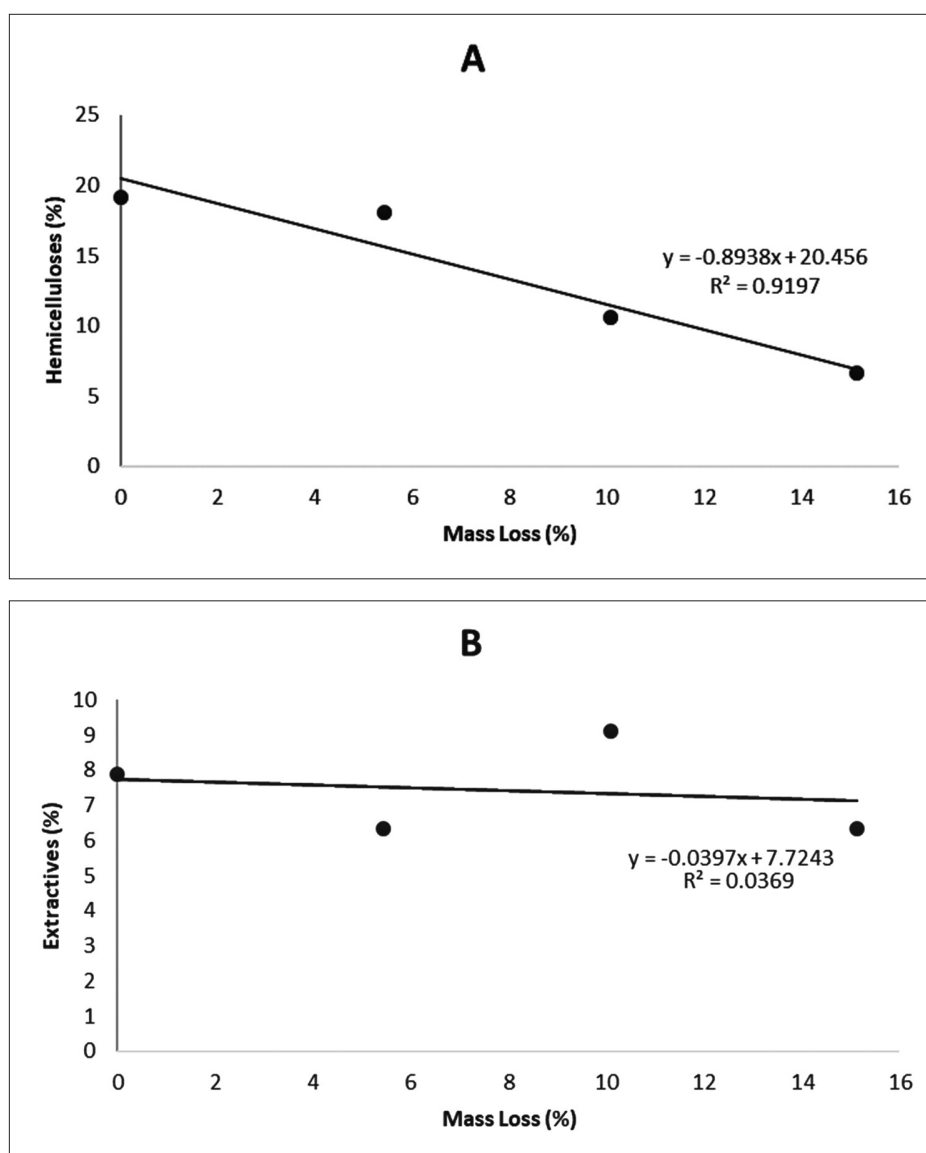 A
25
20
15
10
5
0
Hemicelluloses (%)
y = -0.8938x + 20.456
R² = 0.9197
0 2 4 6 8 10 12 14 16
Mass Loss (%)
B
10
9
8
7
6
5
4
3
2
1
0
Extractives (%)
y = -0.0397x + 7.7243
R² = 0.0369
0 2 4 6 8 10 12 14 16
Mass Loss (%)